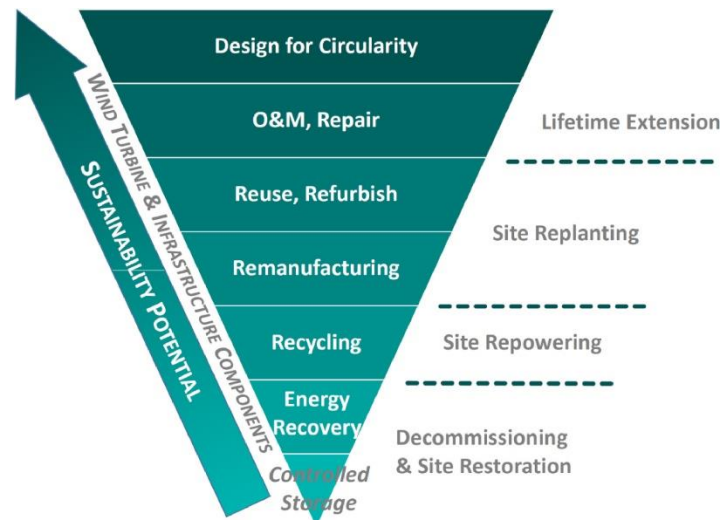 Design for Circularity
O&M, Repair
Lifetime Extension
Reuse, Refurbish
Site Replanting
Remanufacturing
Recycling
Site Repowering
Energy
Recovery
Decommissioning
& Site Restoration
Controlled
Storage
WIND TURBINE & INFRASTRUCTURE COMPONENTS
SUSTAINABILITY POTENTIAL